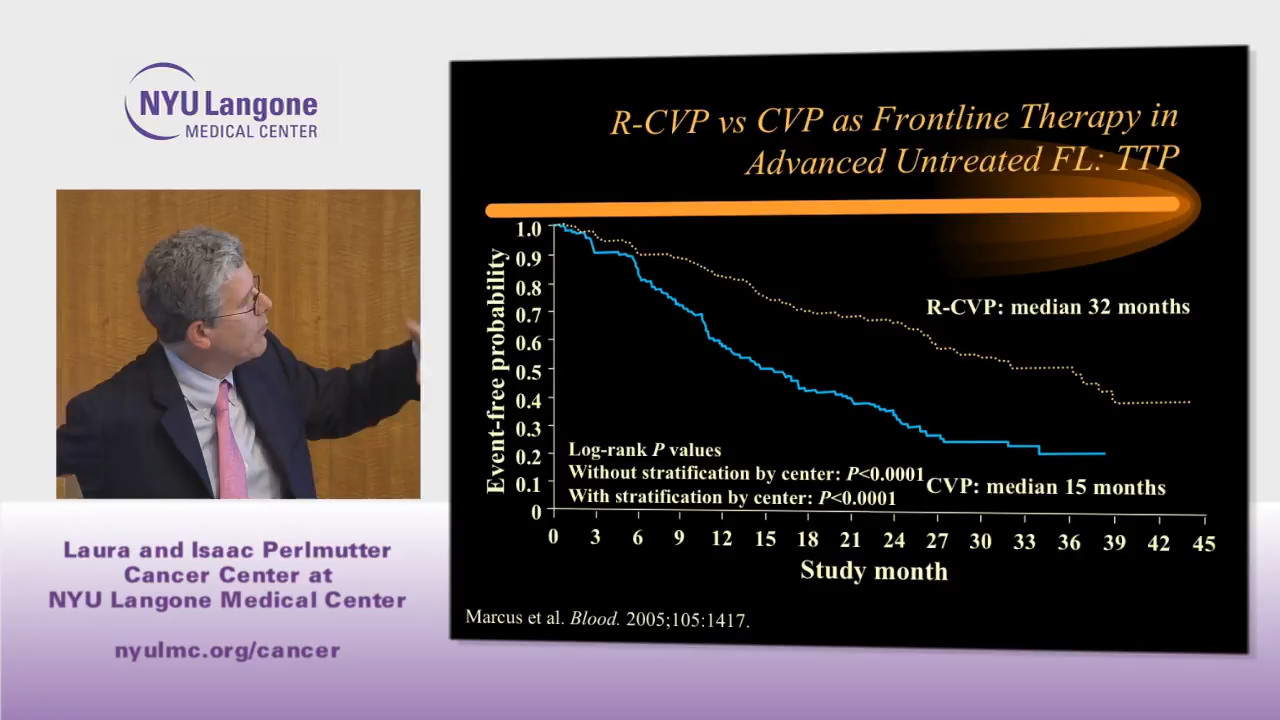 NYU Langone
MEDICAL CENTER
R-CVP vs CVP as Frontline Therapy in
Advanced Untreated FL: TTP
Event-free probability
1.0
0.9
0.8
0.7
0.6
0.5
0.4
0.3
0.2
0.1
0
R-CVP: median 32 months
Log-rank P values
Without stratification by center: P<0.0001
With stratification by center: P<0.0001
CVP: median 15 months
0 3 6 9 12 15 18 21 24 27 30 33 36 39 42 45
Study month
Marcus et al. Blood. 2005;105:1417.
Laura and Isaac Perlmutter
Cancer Center at
NYU Langone Medical Center
nyulmc.org/cancer